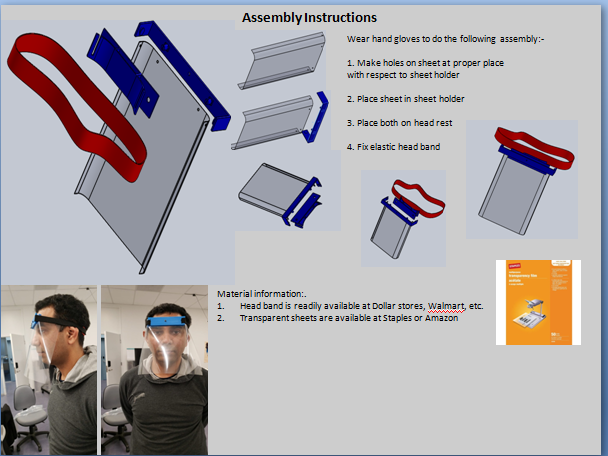 Assembly Instructions
Wear hand gloves to do the following assembly:-
1. Make holes on sheet at proper place
with respect to sheet holder
2. Place sheet in sheet holder
3. Place both on head rest
4. Fix elastic head band
Material information:.
1. Head band is readily available at Dollar stores, Walmart, etc.
2. Transparent sheets are available at Staples or Amazon
transparency film